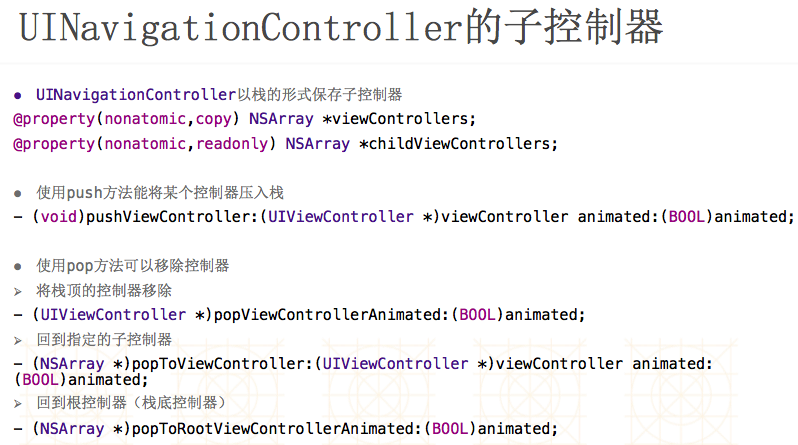 UINavigationController的子控制器
● UINavigationController以栈的形式保存子控制器
@property(nonatomic,copy) NSArray *viewControllers;
@property(nonatomic,readonly) NSArray *childViewControllers;
● 使用push方法能将某个控制器压入栈
- (void)pushViewController:(UIViewController *)viewController animated:(BOOL)animated;
● 使用pop方法可以移除控制器
➢ 将栈顶的控制器移除
- (UIViewController *)popViewControllerAnimated:(BOOL)animated;
➢ 回到指定的子控制器
- (NSArray *)popToViewController:(UIViewController *)viewController animated:
(BOOL)animated;
➢ 回到根控制器（栈底控制器）
- (NSArray *)popToRootViewControllerAnimated:(BOOL)animated;